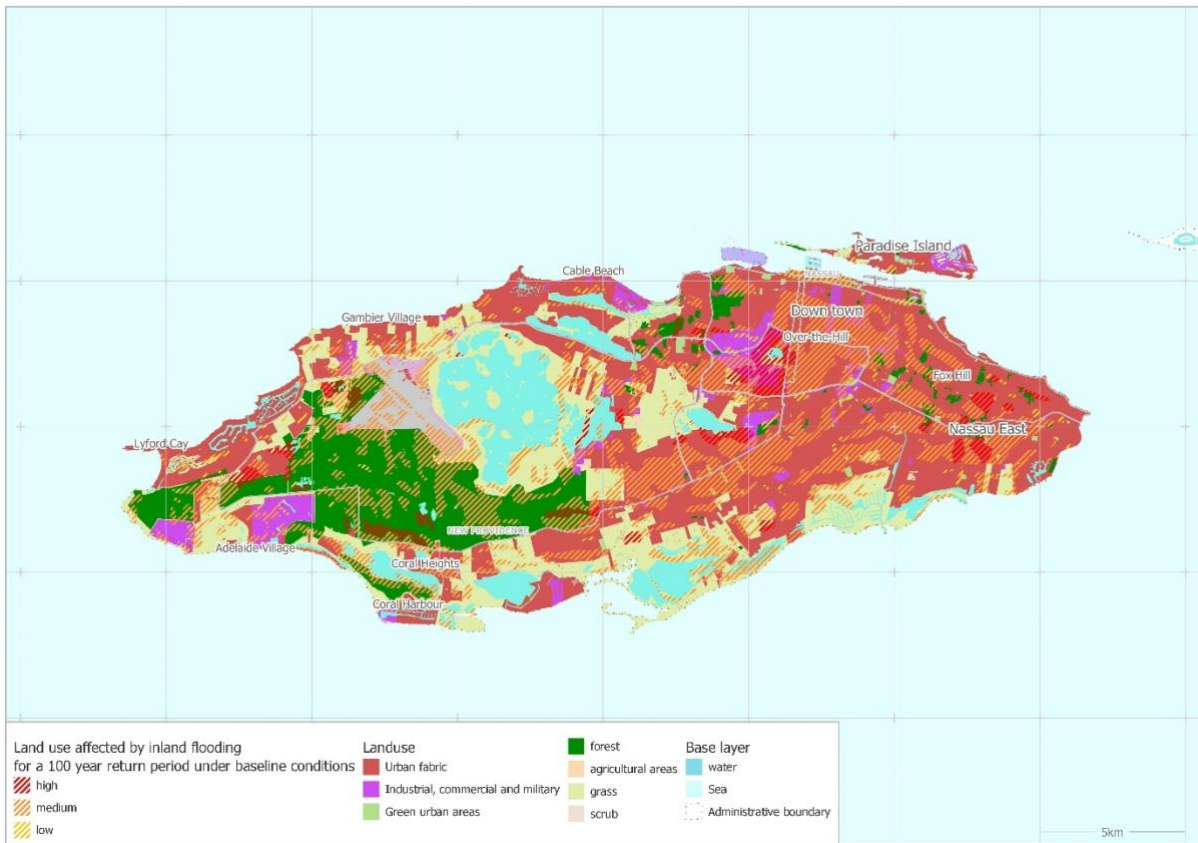 Paradise Island
Cable Beach
NASSAU
Down town
Gambier Village
Over-the-Hill
Fox Hill
Nassau East
Lyford Cay
NEW PROVIDENCE
Adelaide Village
Coral Heights
Coral Harbour
Land use affected by inland flooding
for a 100 year return period under baseline conditions
high
medium
low
Landuse
Urban fabric
Industrial, commercial and military
Green urban areas
forest
agricultural areas
grass
scrub
Base layer
water
Sea
Administrative boundary
5km